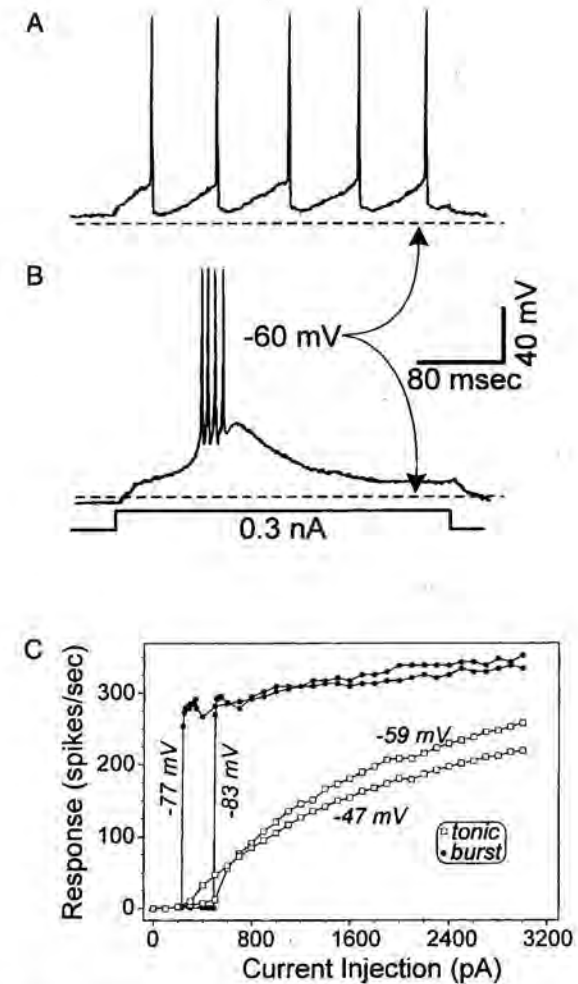 A
B
-60 mV
40 mV
80 msec
0.3 nA
C
Response (spikes/sec)
300
200
100
0
-77 mV
-83 mV
-59 mV
-47 mV
tonic
burst
0 800 1600 2400 3200
Current Injection (pA)